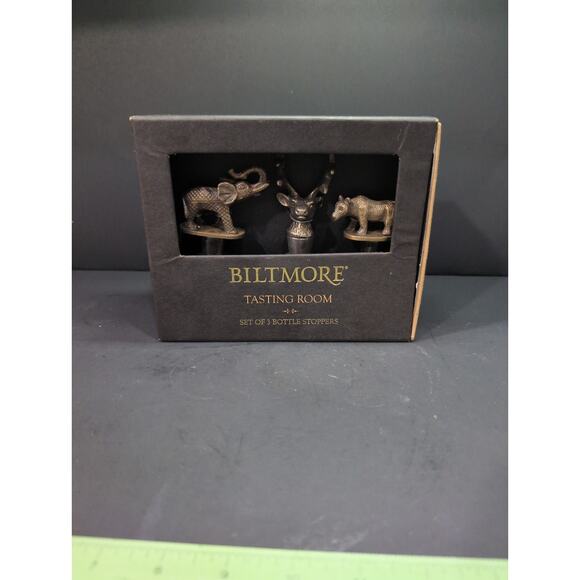 BILTMORE®
TASTING ROOM
SET OF 3 BOTTLE STOPPERS